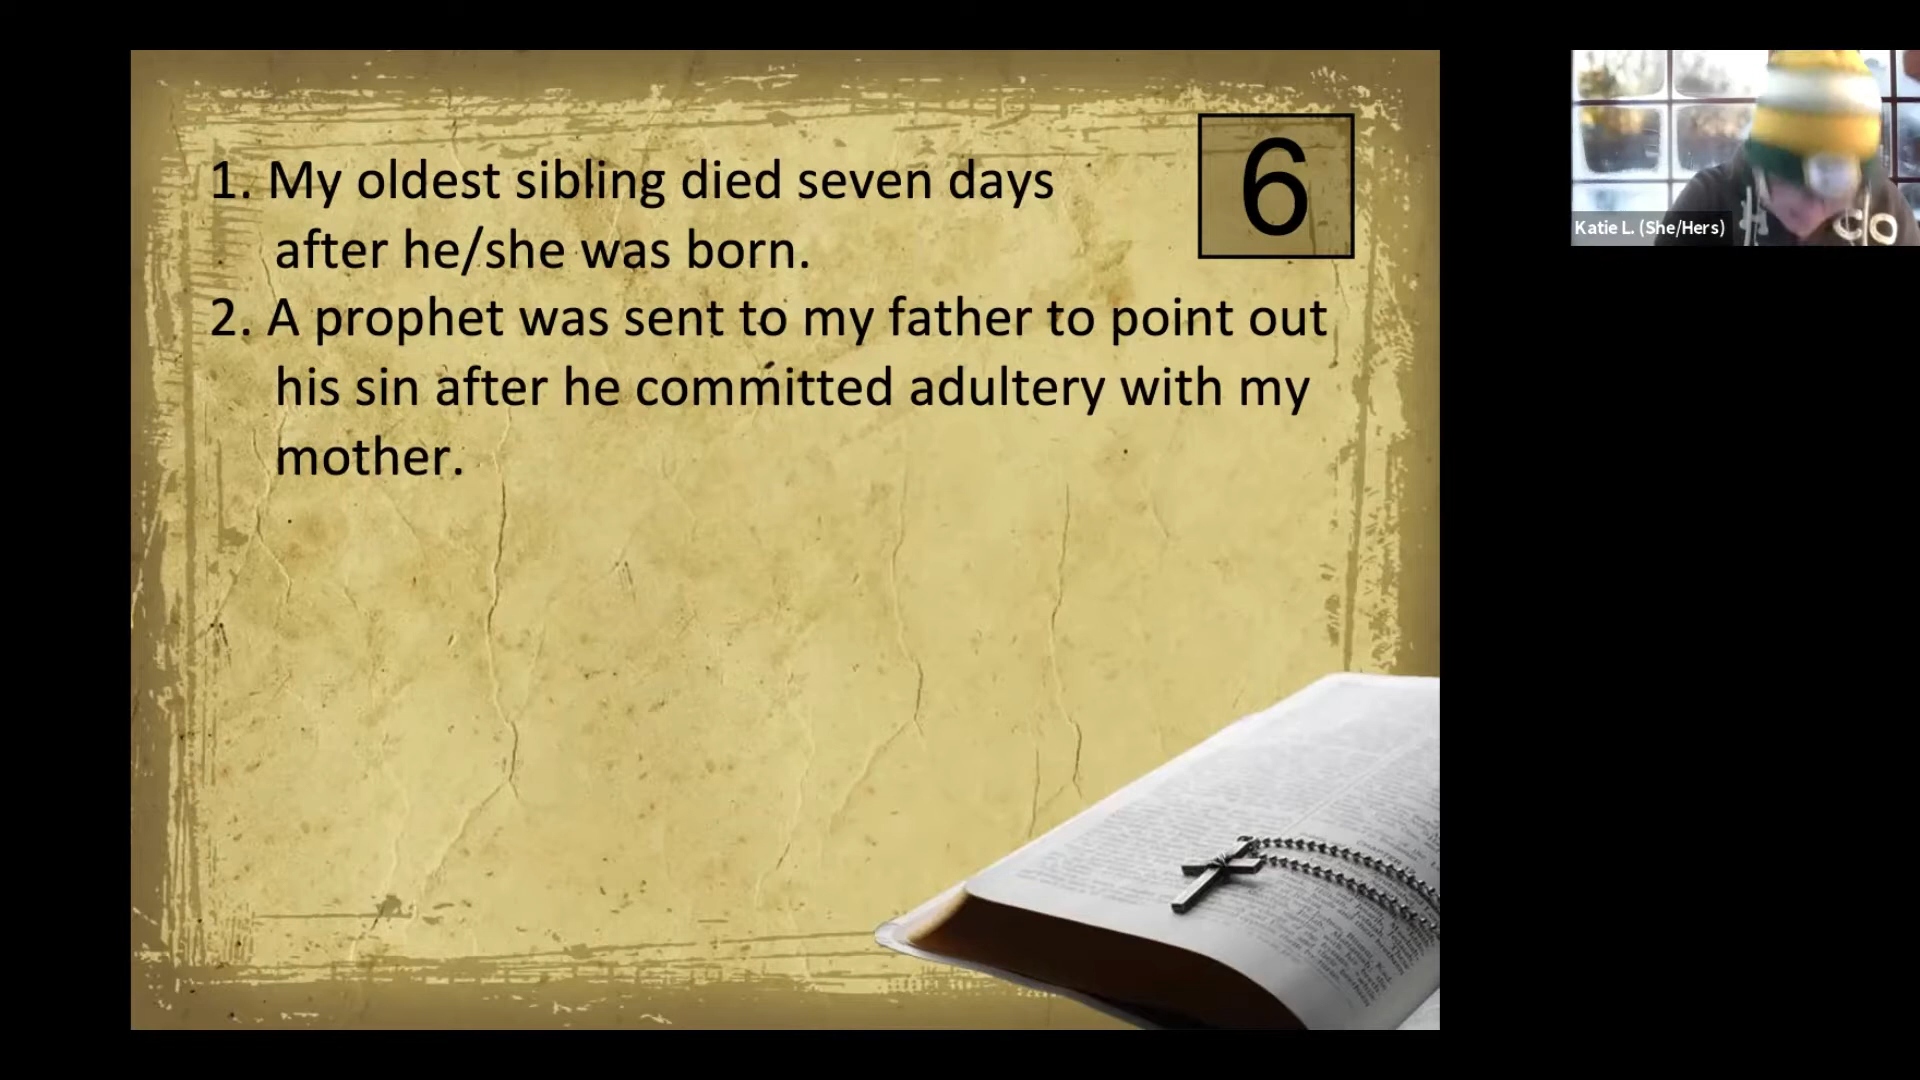 1. My oldest sibling died seven days
after he/she was born.
2. A prophet was sent to my father to point out
his sin after he committed adultery with my
mother.
6
Katie L. (She/Hers)